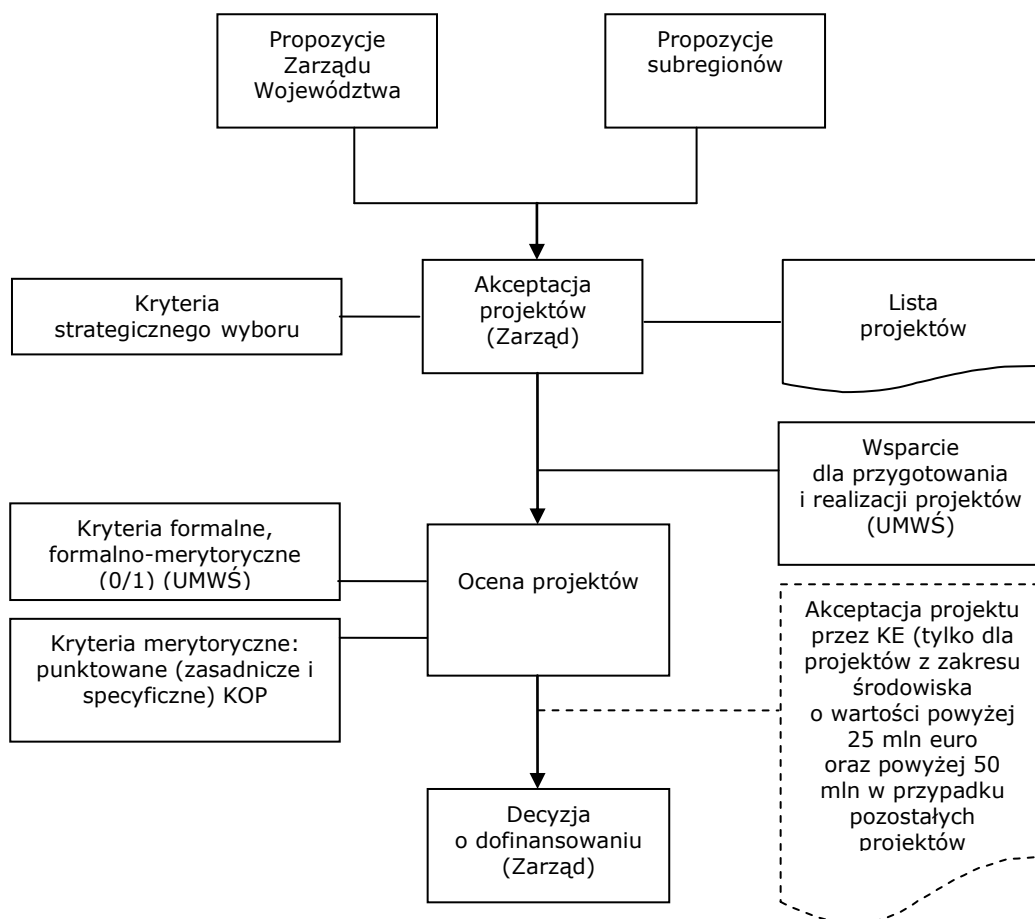 Propozycje
Zarządu
Województwa
Propozycje
subregionów
Kryteria
strategicznego wyboru
Akceptacja
projektów
(Zarząd)
Lista
projektów
Wsparcie
dla przygotowania
i realizacji projektów
(UMWŚ)
Kryteria formalne,
formalno-merytoryczne
(0/1) (UMWŚ)
Ocena projektów
Kryteria merytoryczne:
punktowane (zasadnicze i
specyficzne) KOP
Akceptacja projektu
przez KE (tylko dla
projektów z zakresu
środowiska
o wartości powyżej
25 mln euro
oraz powyżej 50
mln w przypadku
pozostałych
projektów
Decyzja
o dofinansowaniu
(Zarząd)